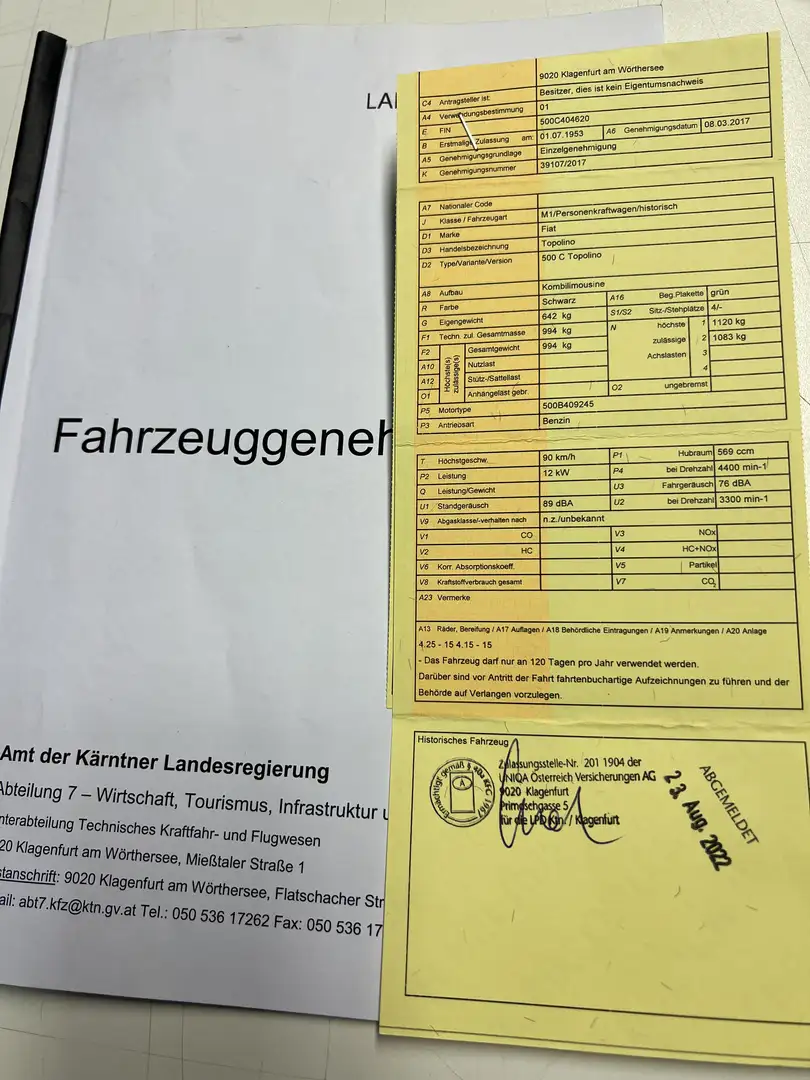 LA
Fahrzeuggeneh
Amt der Kärntner Landesregierung
Abteilung 7 – Wirtschaft, Tourismus, Infrastruktur u
nterabteilung Technisches Kraftfahr- und Flugwesen
20 Klagenfurt am Wörthersee, Mießtaler Straße 1
stanschrift: 9020 Klagenfurt am Wörthersee, Flatschacher Str
ail: abt7.kfz@ktn.gv.at Tel.: 050 536 17262 Fax: 050 536 17
9020 Klagenfurt am Wörthersee
C4 Antragsteller ist: Besitzer, dies ist kein Eigentumsnachweis
A4 Verwendungsbestimmung 01
E FIN 500C404620
B Erstmalige Zulassung am: 01.07.1953 A6 Genehmigungsdatum 08.03.2017
A5 Genehmigungsgrundlage Einzelgenehmigung
K Genehmigungsnummer 39107/2017
A7 Nationaler Code
J Klasse / Fahrzeugart M1/Personenkraftwagen/historisch
D1 Marke Fiat
D3 Handelsbezeichnung Topolino
D2 Type/Variante/Version 500 C Topolino
A8 Aufbau Kombilimousine
R Farbe Schwarz A16 Beg.Plakette grün
G Eigengewicht 642 kg S1/S2 Sitz-/Stehplätze 4/-
F1 Techn. zul. Gesamtmasse 994 kg N höchste zulässige Achslasten 1 1120 kg
F2 Höchste(s) zulässige(s) Gesamtgewicht 994 kg 2 1083 kg
A10 Nutzlast 3
A12 Stütz-/Sattellast 4
O1 Anhängelast gebr. O2 ungebremst
P5 Motortype 500B409245
P3 Antriebsart Benzin
T Höchstgeschw. 90 km/h P1 Hubraum 569 ccm
P2 Leistung 12 kW P4 bei Drehzahl 4400 min-1
Q Leistung/Gewicht U3 Fahrgeräusch 76 dBA
U1 Standgeräusch 89 dBA U2 bei Drehzahl 3300 min-1
V9 Abgasklasse/-verhalten nach n.z./unbekannt
V1 CO V3 NOx
V2 HC V4 HC+NOx
V6 Korr. Absorptionskoeff. V5 Partikel
V8 Kraftstoffverbrauch gesamt V7 CO2
A23 Vermerke
A13 Räder, Bereifung / A17 Auflagen / A18 Behördliche Eintragungen / A19 Anmerkungen / A20 Anlage
4.25 - 15 4.15 - 15
- Das Fahrzeug darf nur an 120 Tagen pro Jahr verwendet werden.
Darüber sind vor Antritt der Fahrt fahrtenbuchartige Aufzeichnungen zu führen und der
Behörde auf Verlangen vorzulegen.
Historisches Fahrzeug
Ermächtigt gemäß § 40a KFG 1967
A
Zulassungsstelle-Nr. 201 1904 der
UNIQA Österreich Versicherungen AG
9020 Klagenfurt
Primoschgasse 5
für die LPD Ktn. / Klagenfurt
ABGEMELDET
23. Aug. 2022